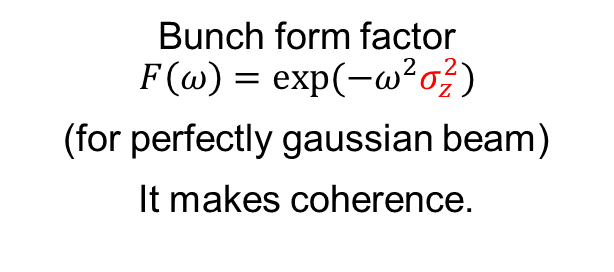 Bunch form factor
F(ω) = exp(−ω²σ_z²)
(for perfectly gaussian beam)
It makes coherence.